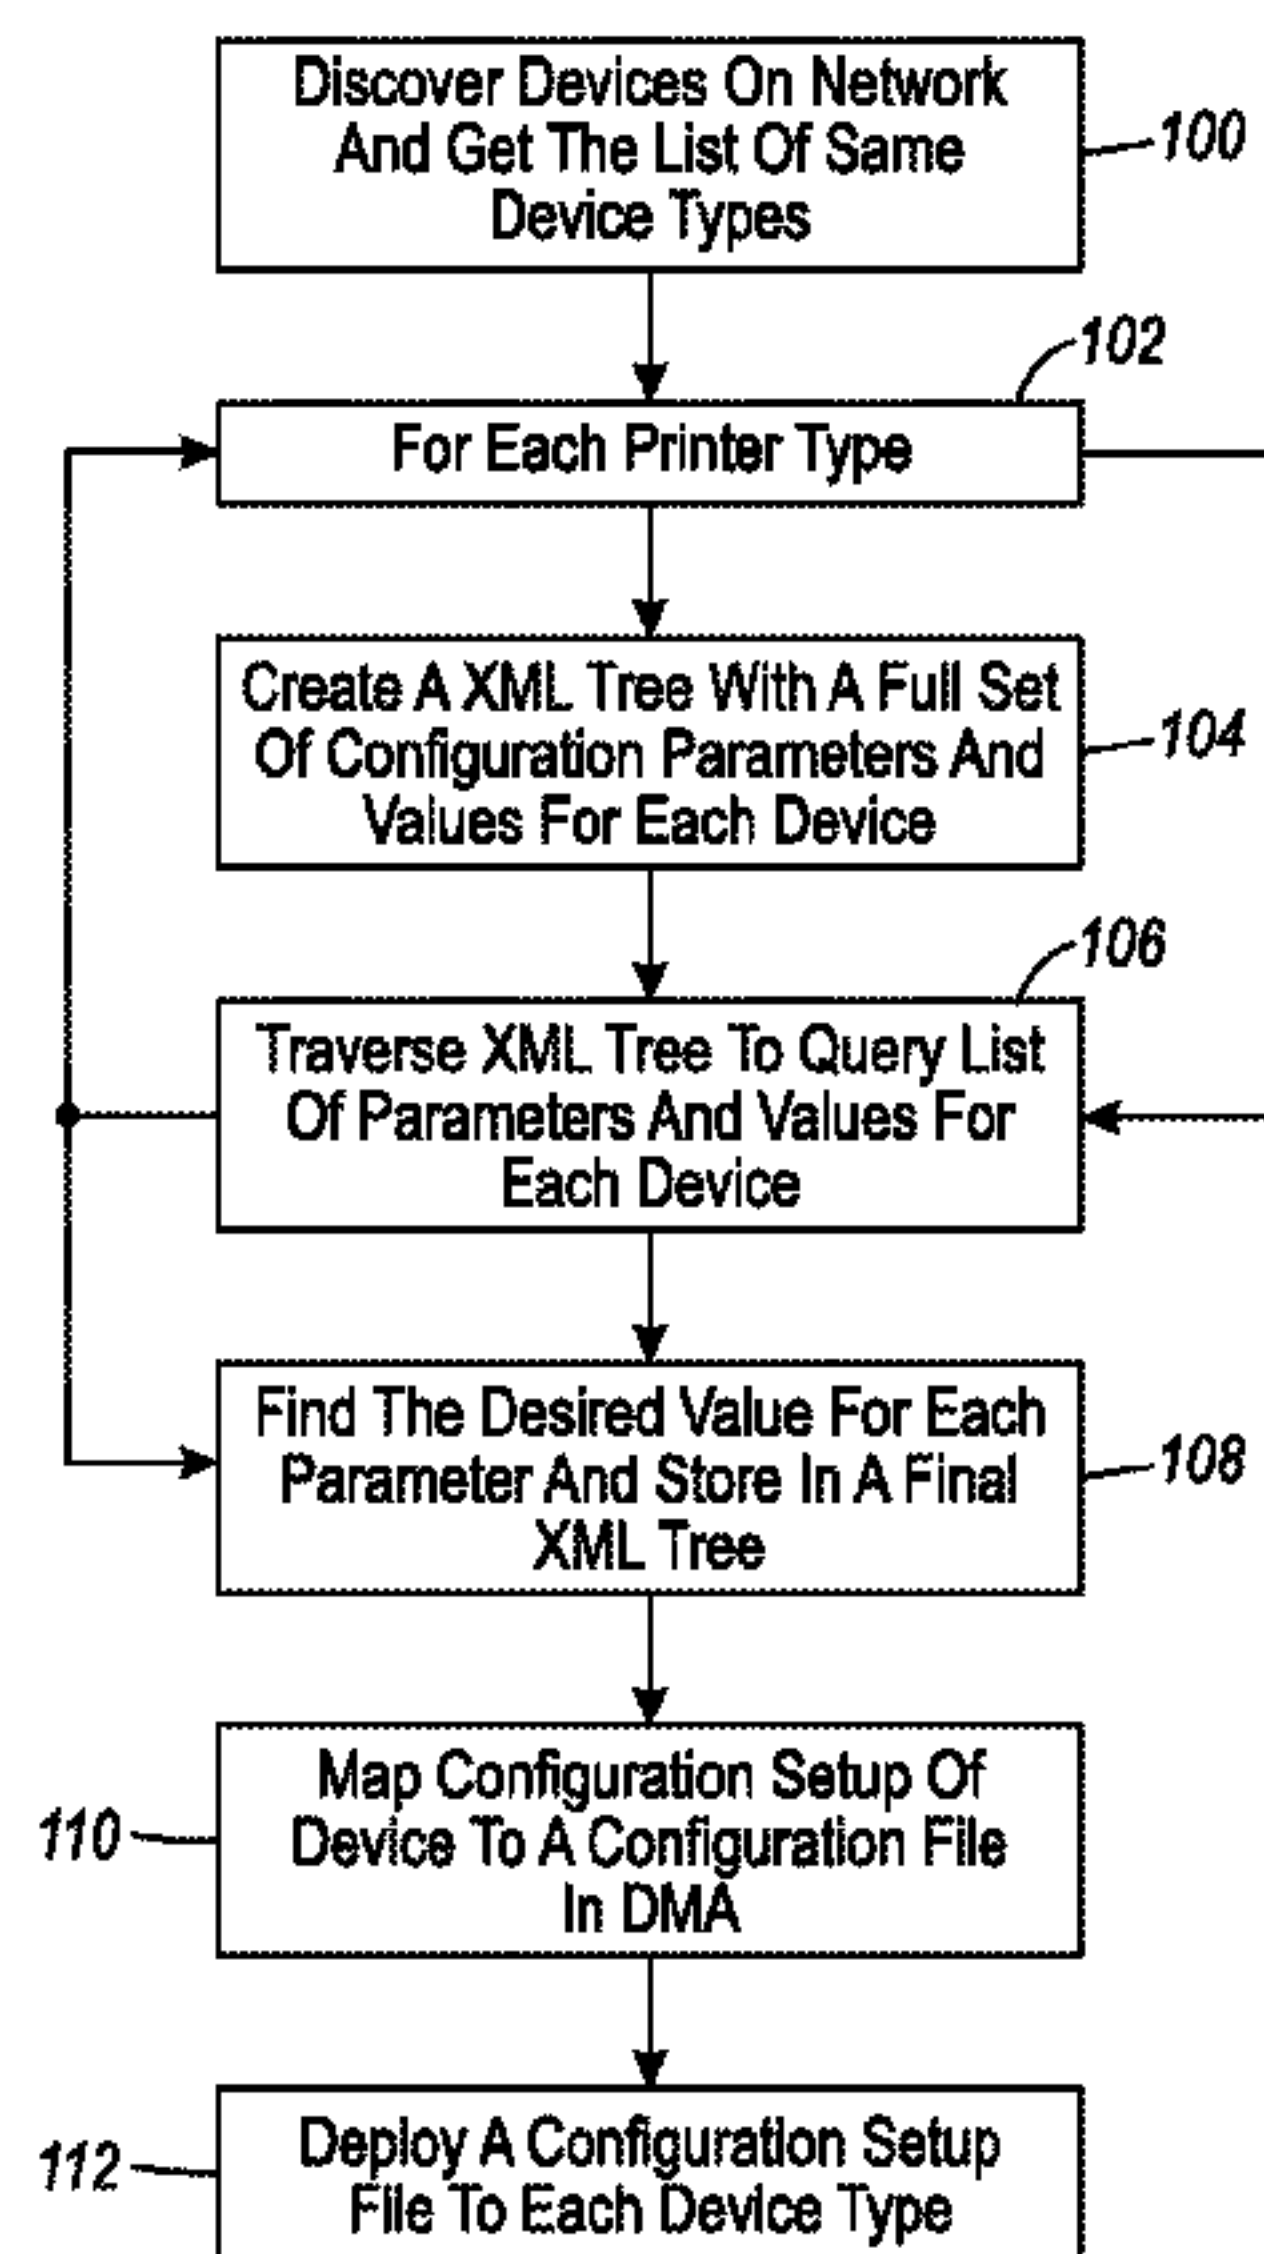 Discover Devices On Network
And Get The List Of Same
Device Types
100
102
For Each Printer Type
Create A XML Tree With A Full Set
Of Configuration Parameters And
Values For Each Device
104
106
Traverse XML Tree To Query List
Of Parameters And Values For
Each Device
Find The Desired Value For Each
Parameter And Store In A Final
XML Tree
108
Map Configuration Setup Of
Device To A Configuration File
In DMA
110
Deploy A Configuration Setup
File To Each Device Type
112